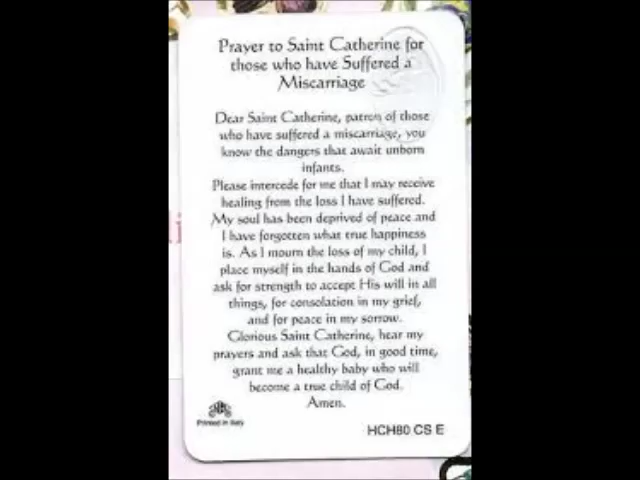 Prayer to Saint Catherine for
those who have Suffered a
Miscarriage
Dear Saint Catherine, patron of those
who have suffered a miscarriage, you
know the dangers that await unborn
infants.
Please intercede for me that I may receive
healing from the loss I have suffered.
My soul has been deprived of peace and
I have forgotten what true happiness
is. As I mourn the loss of my child, I
place myself in the hands of God and
ask for strength to accept His will in all
things, for consolation in my grief,
and for peace in my sorrow.
Glorious Saint Catherine, hear my
prayers and ask that God, in good time,
grant me a healthy baby who will
become a true child of God.
Amen.
Printed in Italy
HCH80 CS E